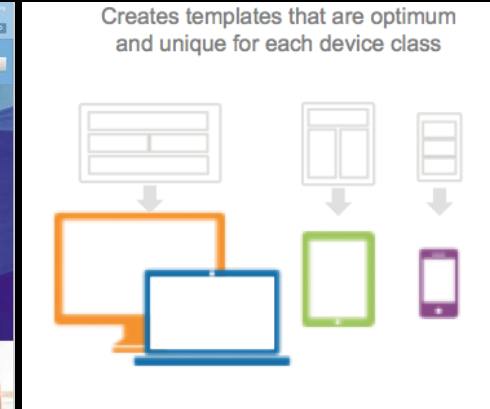 Creates templates that are optimum
and unique for each device class